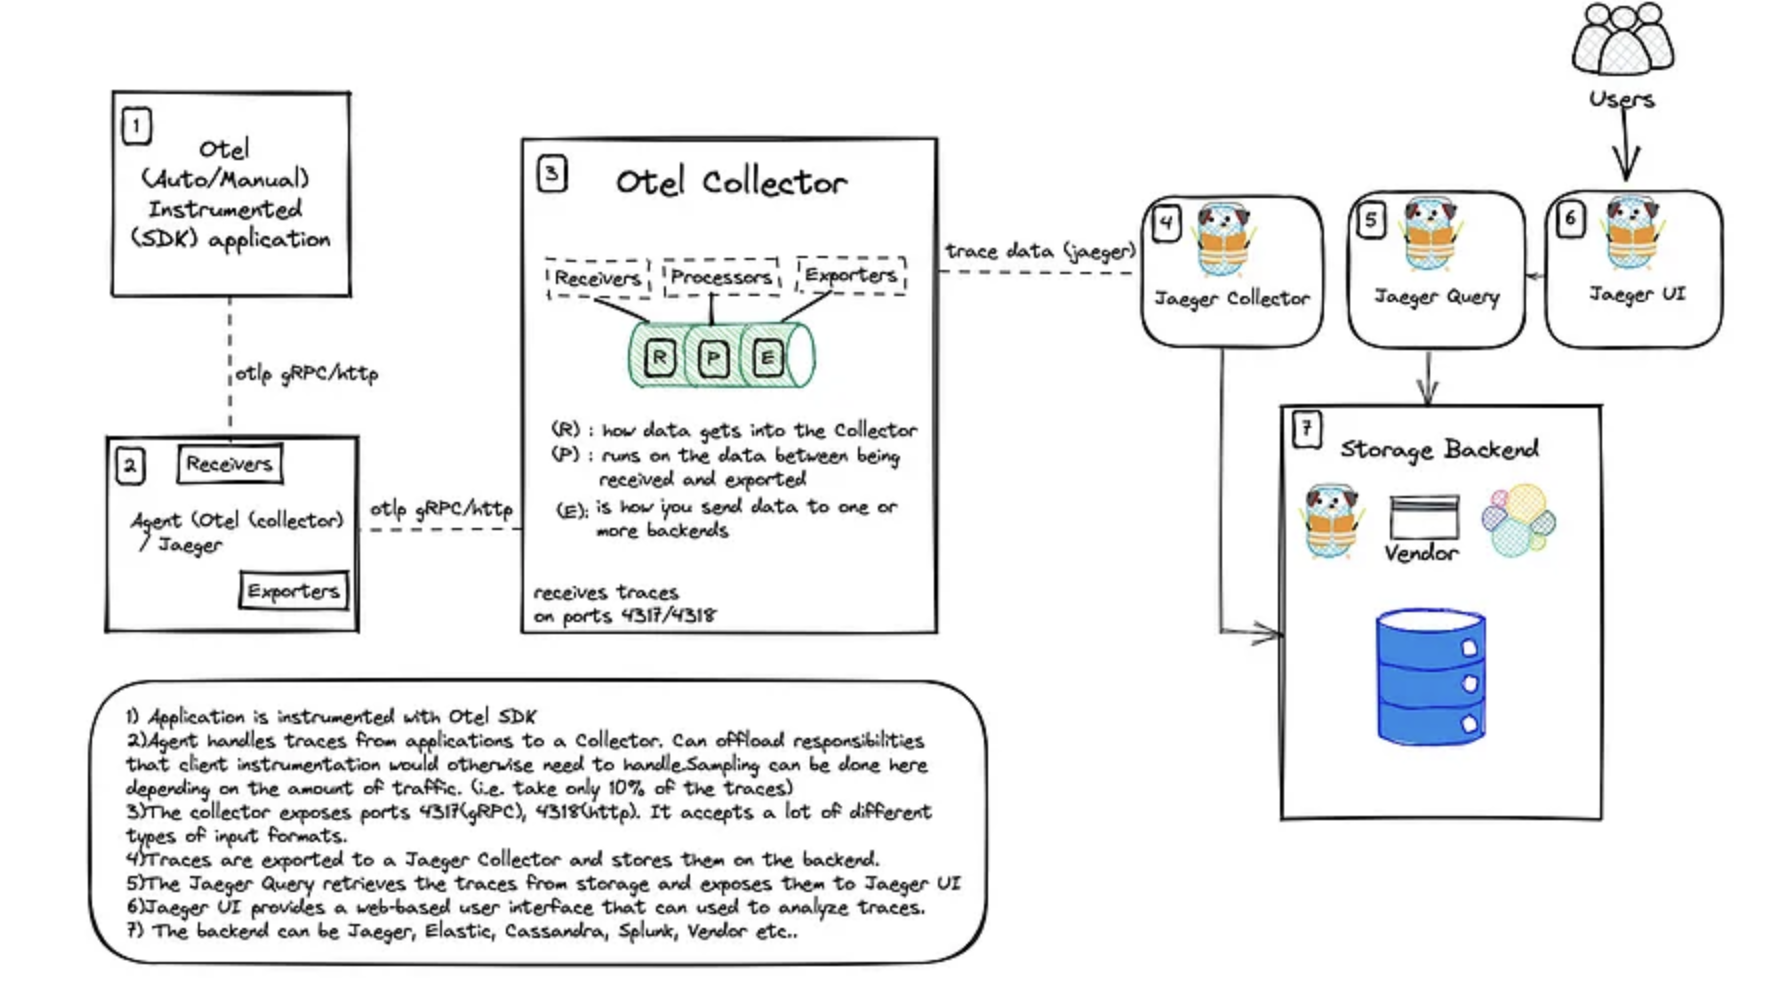 Users
1
Otel
(Auto/Manual)
Instrumented
(SDK) application
otlp gRPC/http
2
Receivers
Agent (Otel (collector)
/ Jaeger
Exporters
otlp gRPC/http
3
Otel Collector
Receivers
Processors
Exporters
R
P
E
(R) : how data gets into the Collector
(P) : runs on the data between being
received and exported
(E): is how you send data to one or
more backends
receives traces
on ports 4317/4318
trace data (jaeger)
4
Jaeger Collector
5
Jaeger Query
6
Jaeger UI
7
Storage Backend
Vendor
1) Application is instrumented with Otel SDK
2)Agent handles traces from applications to a Collector. Can offload responsibilities
that client instrumentation would otherwise need to handle.Sampling can be done here
depending on the amount of traffic. (i.e. take only 10% of the traces)
3)The collector exposes ports 4317(gRPC), 4318(http). It accepts a lot of different
types of input formats.
4)Traces are exported to a Jaeger Collector and stores them on the backend.
5)The Jaeger Query retrieves the traces from storage and exposes them to Jaeger UI
6)Jaeger UI provides a web-based user interface that can used to analyze traces.
7) The backend can be Jaeger, Elastic, Cassandra, Splunk, Vendor etc..